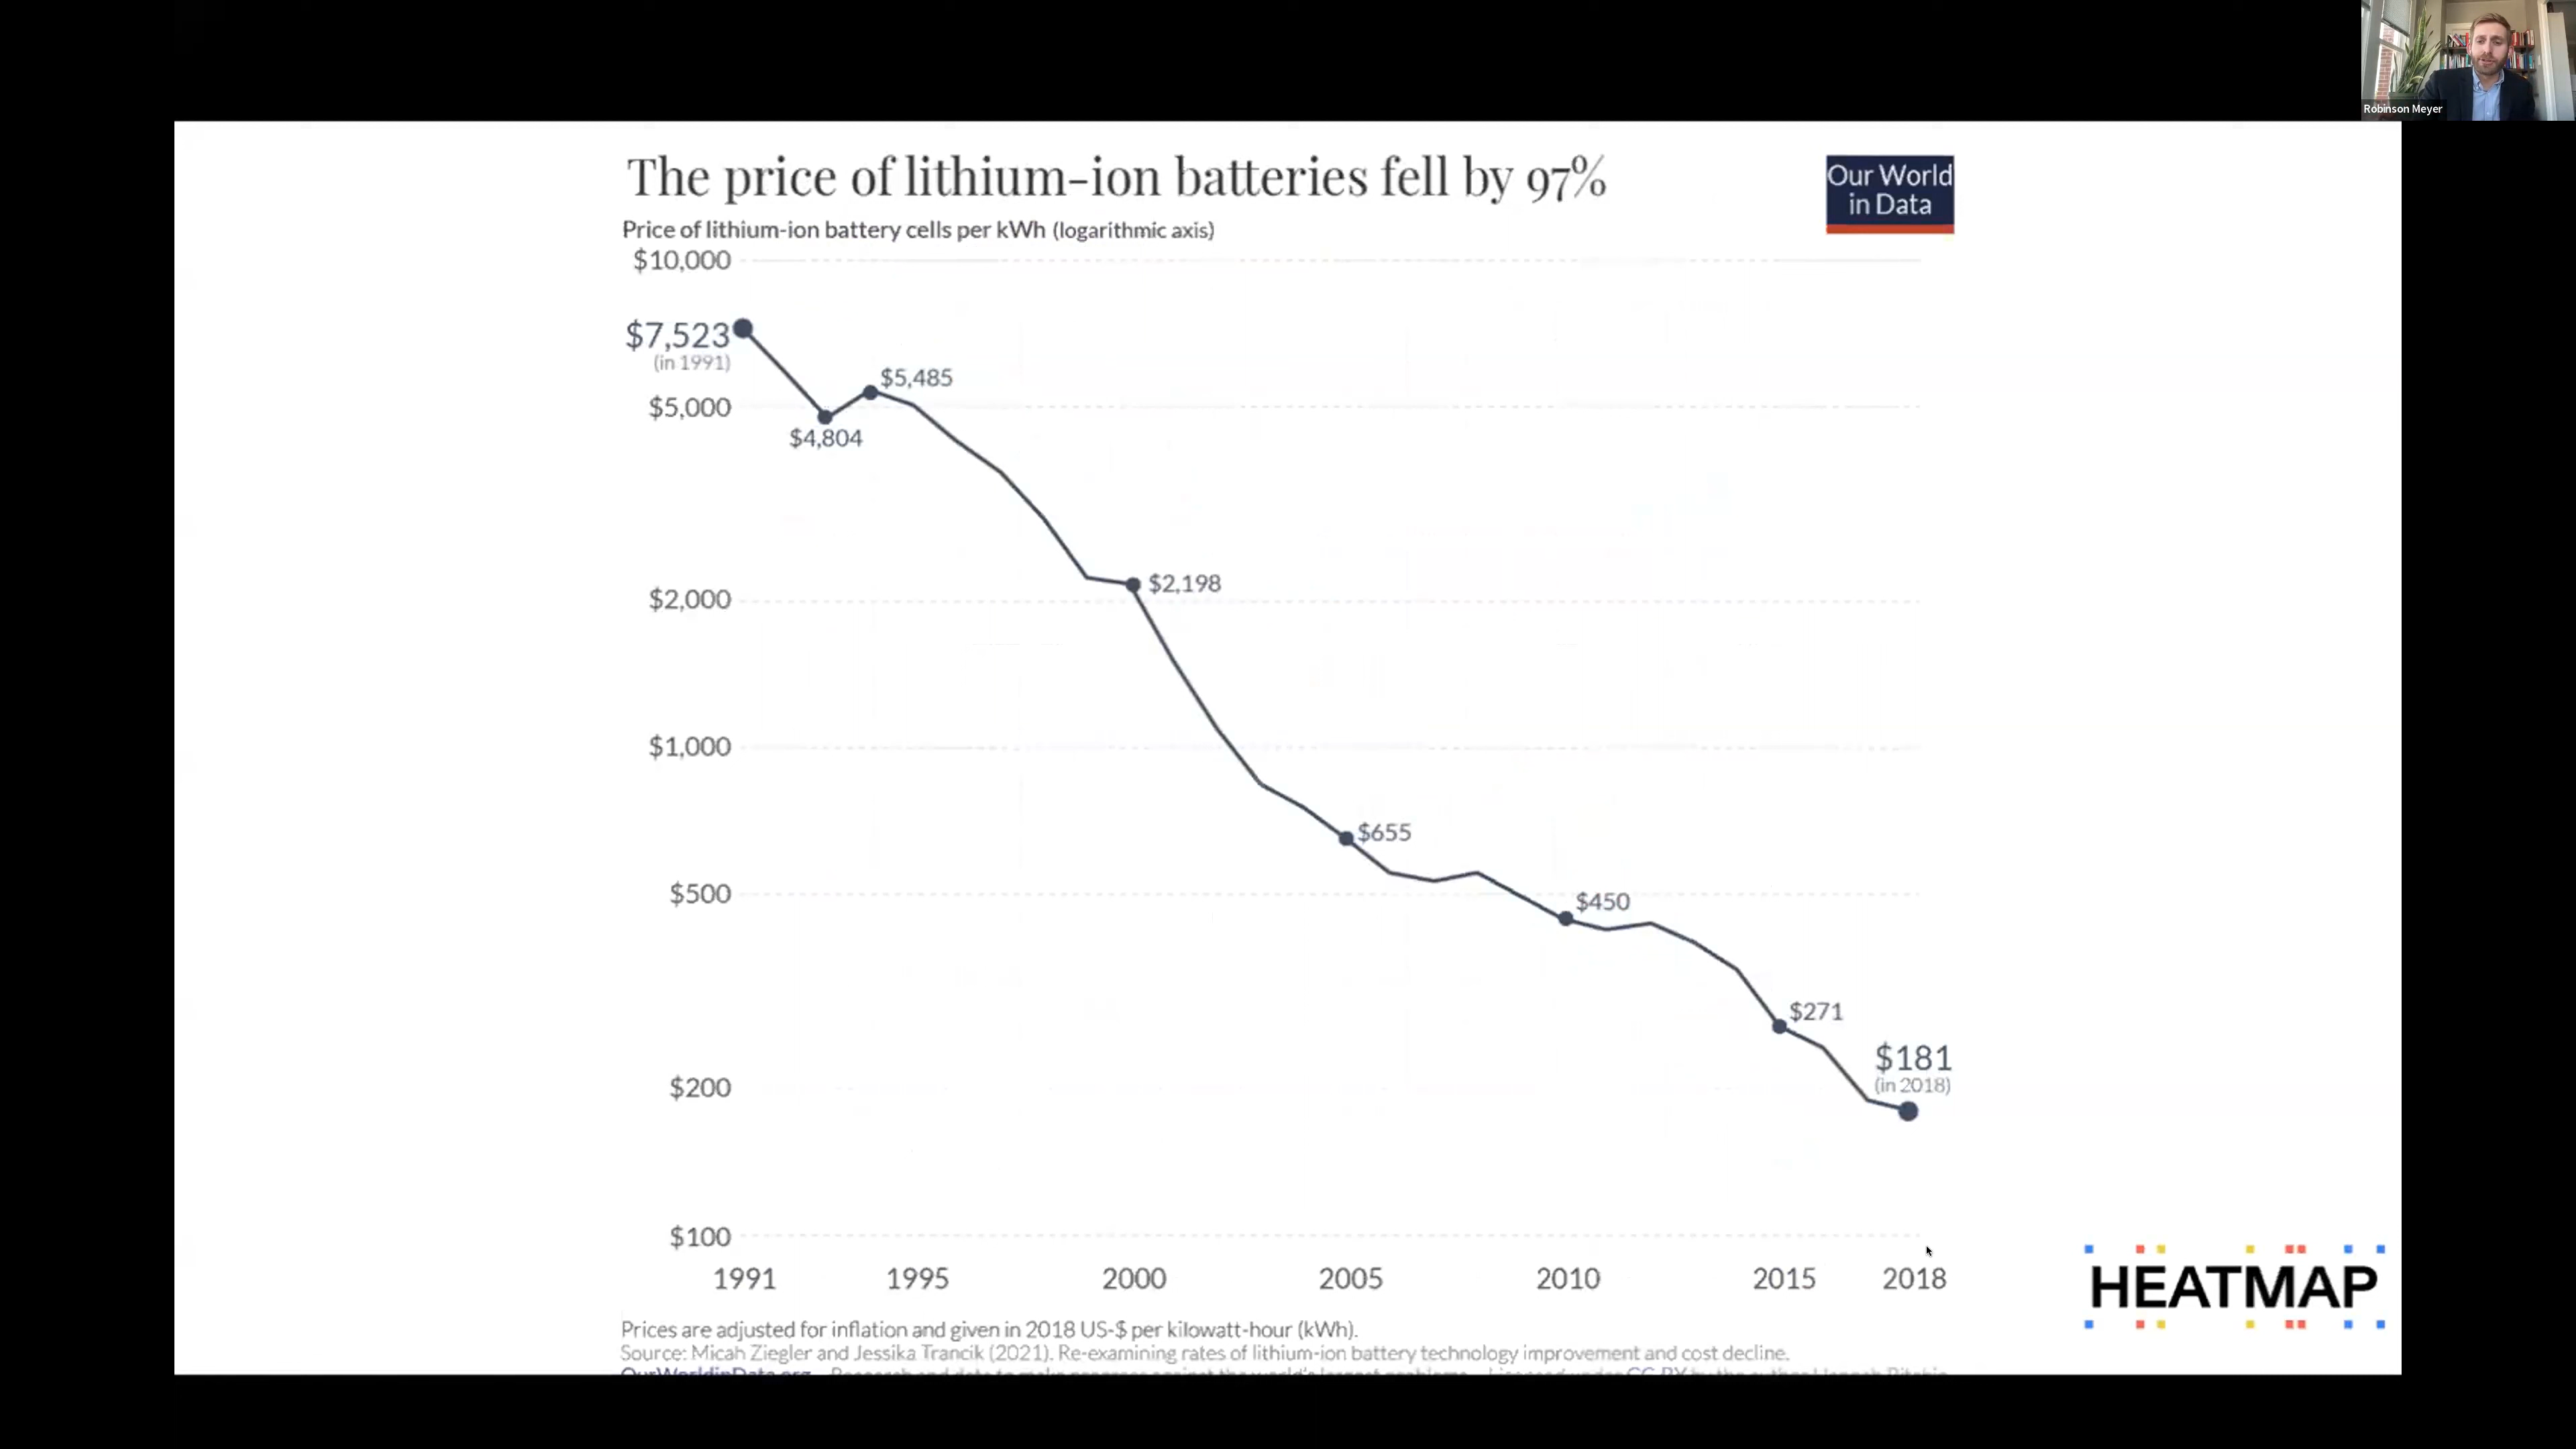 Robinson Meyer
The price of lithium-ion batteries fell by 97%
Our World
in Data
Price of lithium-ion battery cells per kWh (logarithmic axis)
$10,000
$7,523
(in 1991)
$5,485
$5,000
$4,804
$2,198
$2,000
$1,000
$655
$500
$450
$271
$181
(in 2018)
$200
$100
1991 1995 2000 2005 2010 2015 2018
HEATMAP
Prices are adjusted for inflation and given in 2018 US-$ per kilowatt-hour (kWh).
Source: Micah Ziegler and Jessika Trancik (2021). Re-examining rates of lithium-ion battery technology improvement and cost decline.
OurWorldinData.org